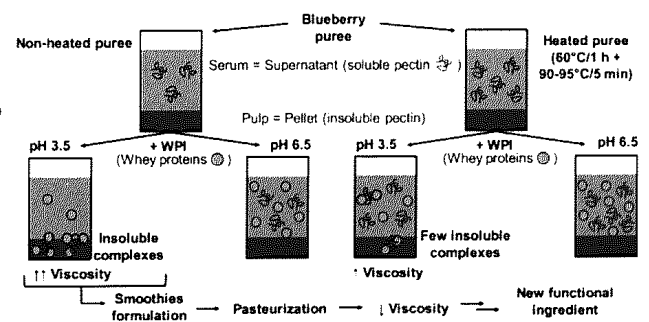 Blueberry
puree
Non-heated puree
Heated puree
(60°C/1 h +
90-95°C/5 min)
Serum = Supernatant (soluble pectin )
Pulp = Pellet (insoluble pectin)
pH 3.5
+ WPI
pH 6.5
(Whey proteins )
pH 3.5
+ WPI
pH 6.5
(Whey proteins )
Insoluble
complexes
Few insoluble
complexes
↑↑ Viscosity
↑ Viscosity
Smoothies
formulation
Pasteurization
↓ Viscosity
New functional
ingredient